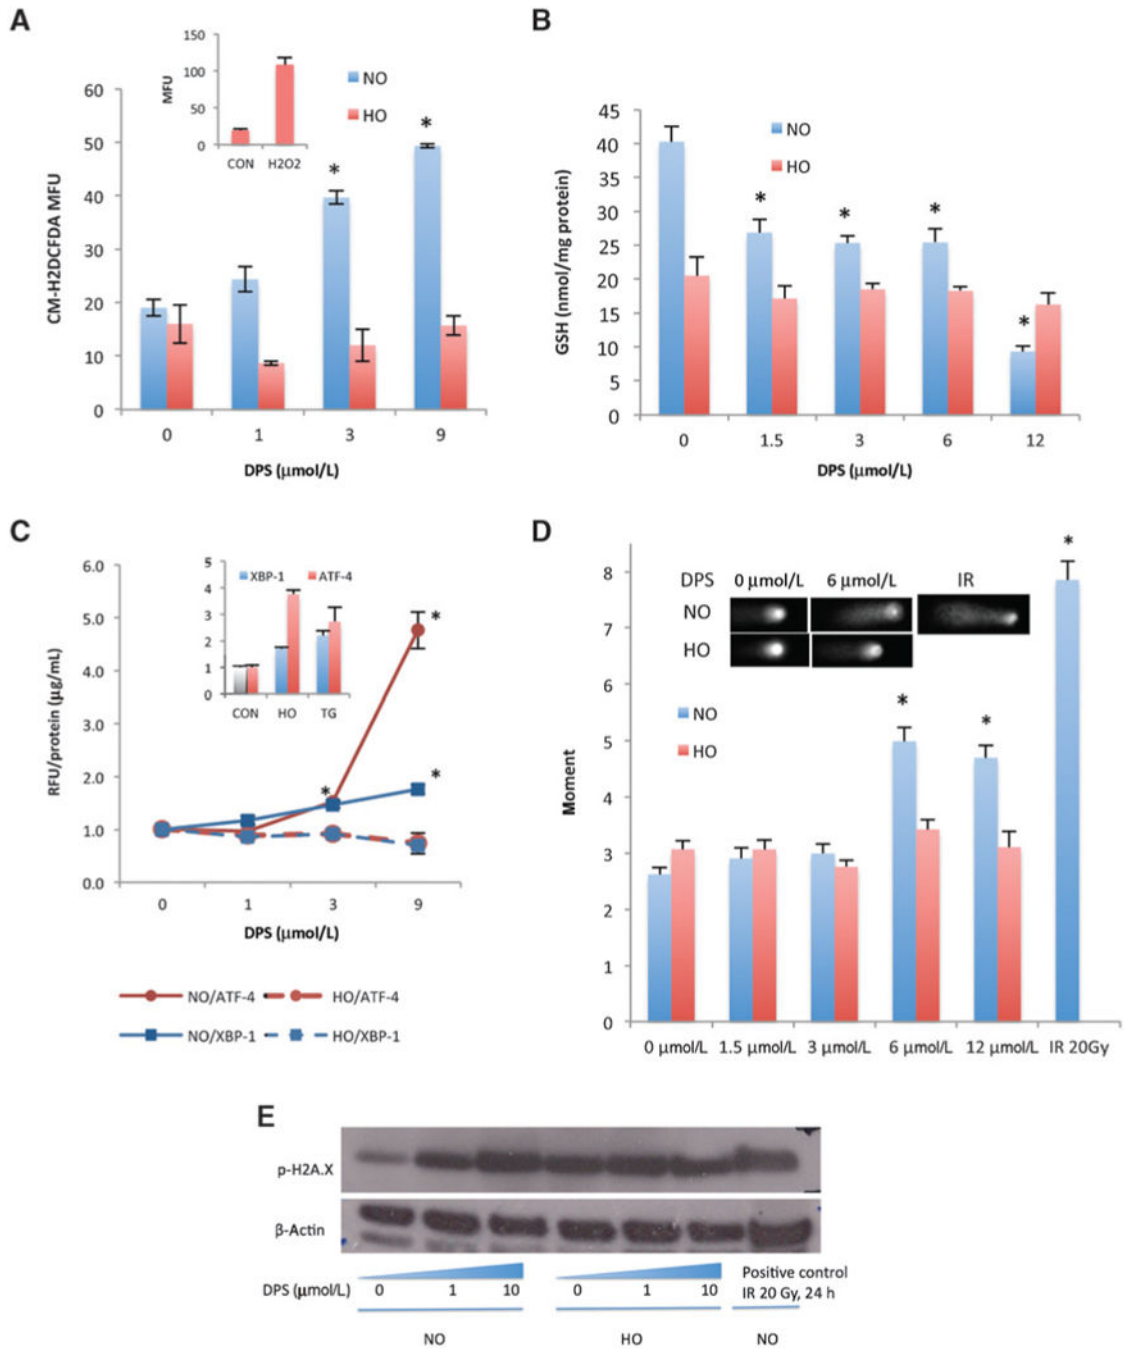 A
CM-H2DCFDA MFU
60
50
40
30
20
10
0
0 1 3 9
DPS (μmol/L)
NO
HO
* *
MFU
150
100
50
0
CON H2O2
B
GSH (nmol/mg protein)
45
40
35
30
25
20
15
10
5
0
0 1.5 3 6 12
DPS (μmol/L)
NO
HO
* * * *
C
RFU/protein (μg/mL)
6.0
5.0
4.0
3.0
2.0
1.0
0.0
0 1 3 9
DPS (μmol/L)
* * *
XBP-1 ATF-4
5
4
3
2
1
0
CON HO TG
NO/ATF-4 HO/ATF-4
NO/XBP-1 HO/XBP-1
D
Moment
8
7
6
5
4
3
2
1
0
0 μmol/L 1.5 μmol/L 3 μmol/L 6 μmol/L 12 μmol/L IR 20Gy
DPS 0 μmol/L 6 μmol/L IR
NO
HO
NO
HO
* * *
E
p-H2A.X
β-Actin
DPS (μmol/L) 0 1 10 0 1 10
Positive control
IR 20 Gy, 24 h
NO HO NO